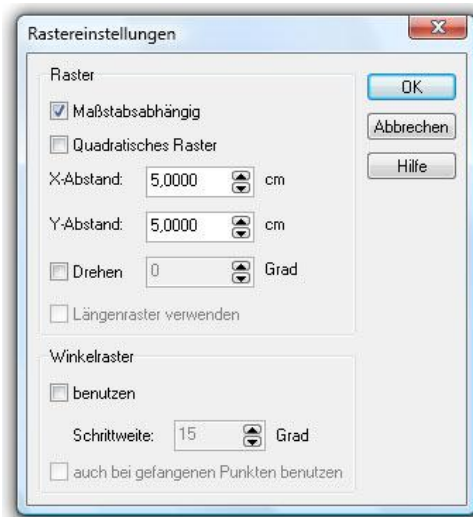 Rastereinstellungen
Raster
Maßstabsabhängig
Quadratisches Raster
X-Abstand: 5,0000 cm
Y-Abstand: 5,0000 cm
Drehen 0 Grad
Längenraster verwenden
Winkelraster
benutzen
Schrittweite: 15 Grad
auch bei gefangenen Punkten benutzen
OK
Abbrechen
Hilfe